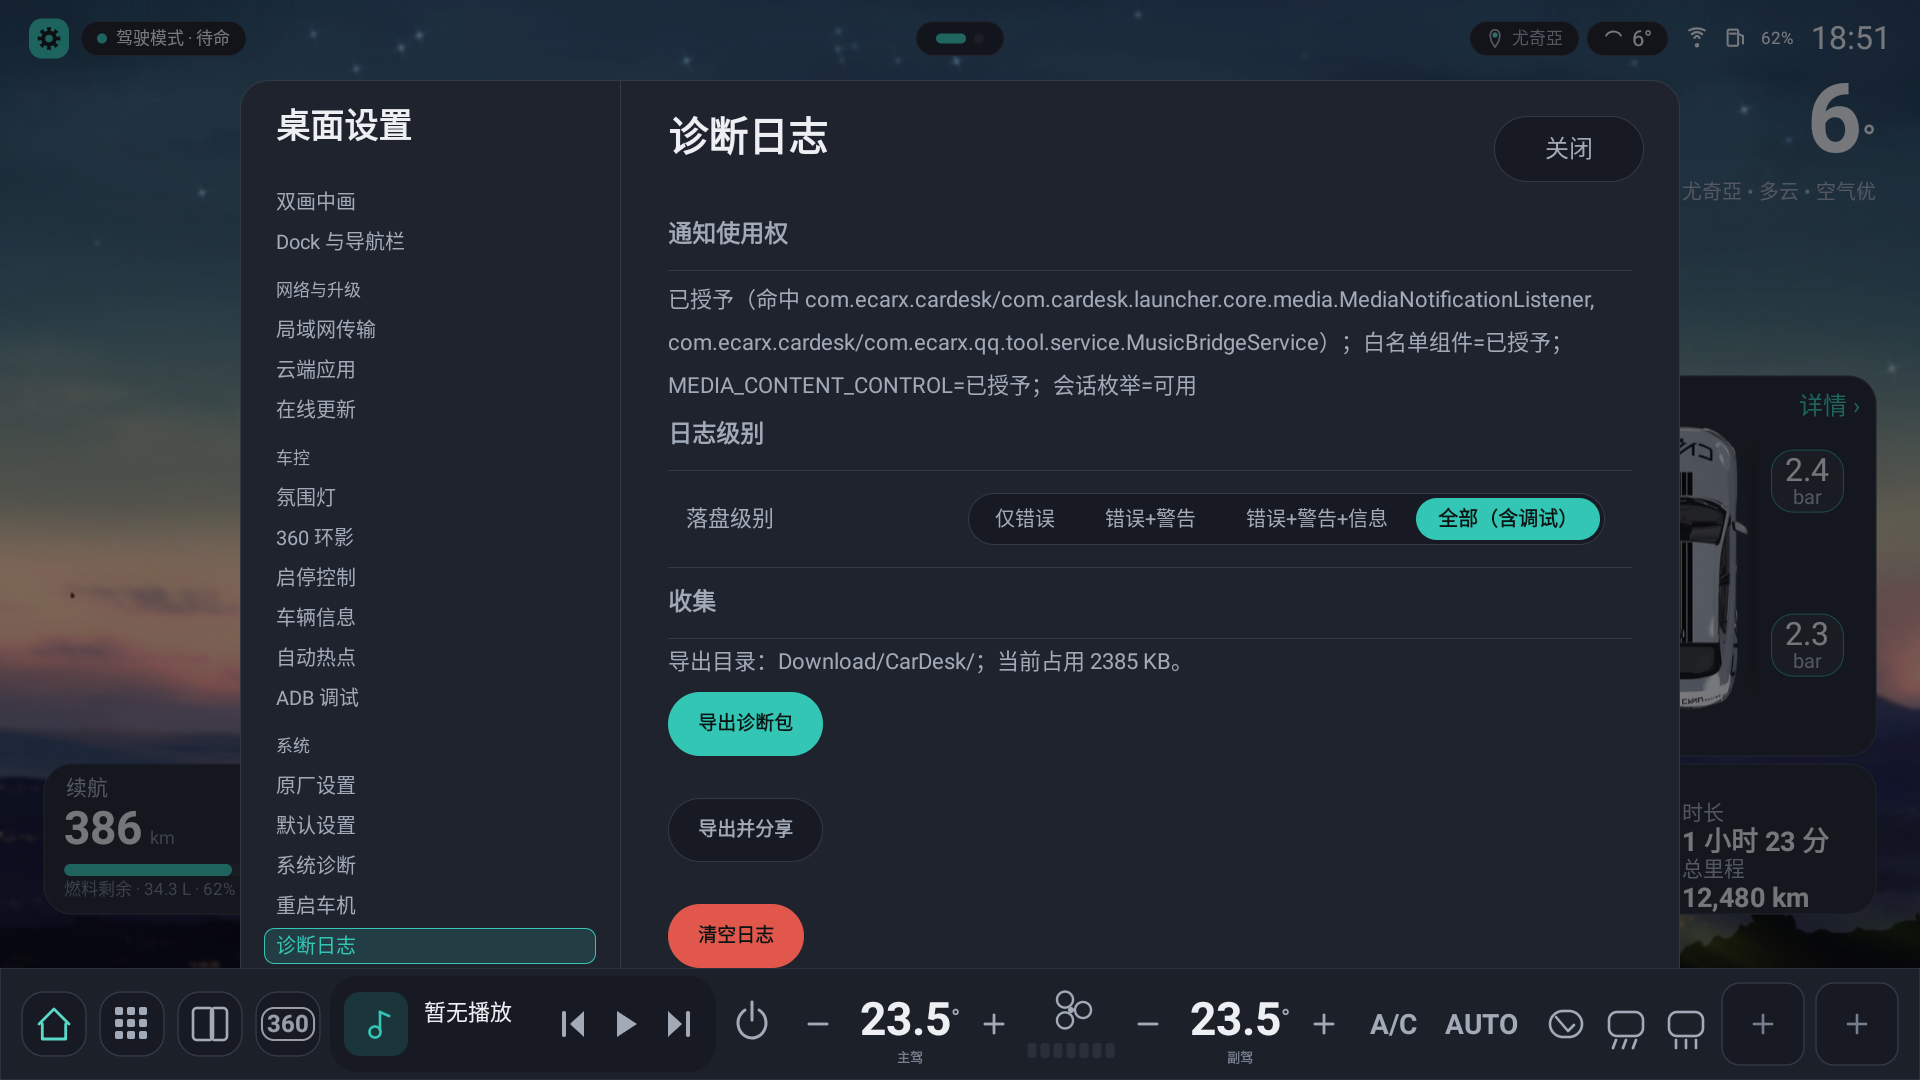 驾驶模式 · 待命
尤奇亞
6°
62%
18:51
6°
尤奇亞 • 多云 • 空气优
桌面设置
双画中画
Dock 与导航栏
网络与升级
局域网传输
云端应用
在线更新
车控
氛围灯
360 环影
启停控制
车辆信息
自动热点
ADB 调试
系统
原厂设置
默认设置
系统诊断
重启车机
诊断日志
诊断日志
关闭
通知使用权
已授予（命中 com.ecarx.cardesk/com.cardesk.launcher.core.media.MediaNotificationListener,
com.ecarx.cardesk/com.ecarx.qq.tool.service.MusicBridgeService）；白名单组件=已授予；
MEDIA_CONTENT_CONTROL=已授予；会话枚举=可用
日志级别
落盘级别
仅错误
错误+警告
错误+警告+信息
全部（含调试）
收集
导出目录：Download/CarDesk/；当前占用 2385 KB。
导出诊断包
导出并分享
清空日志
详情 ›
2.4
bar
2.3
bar
续航
386 km
燃料剩余 · 34.3 L · 62%
时长
1 小时 23 分
总里程
12,480 km
360
暂无播放
23.5°
主驾
23.5°
副驾
A/C
AUTO